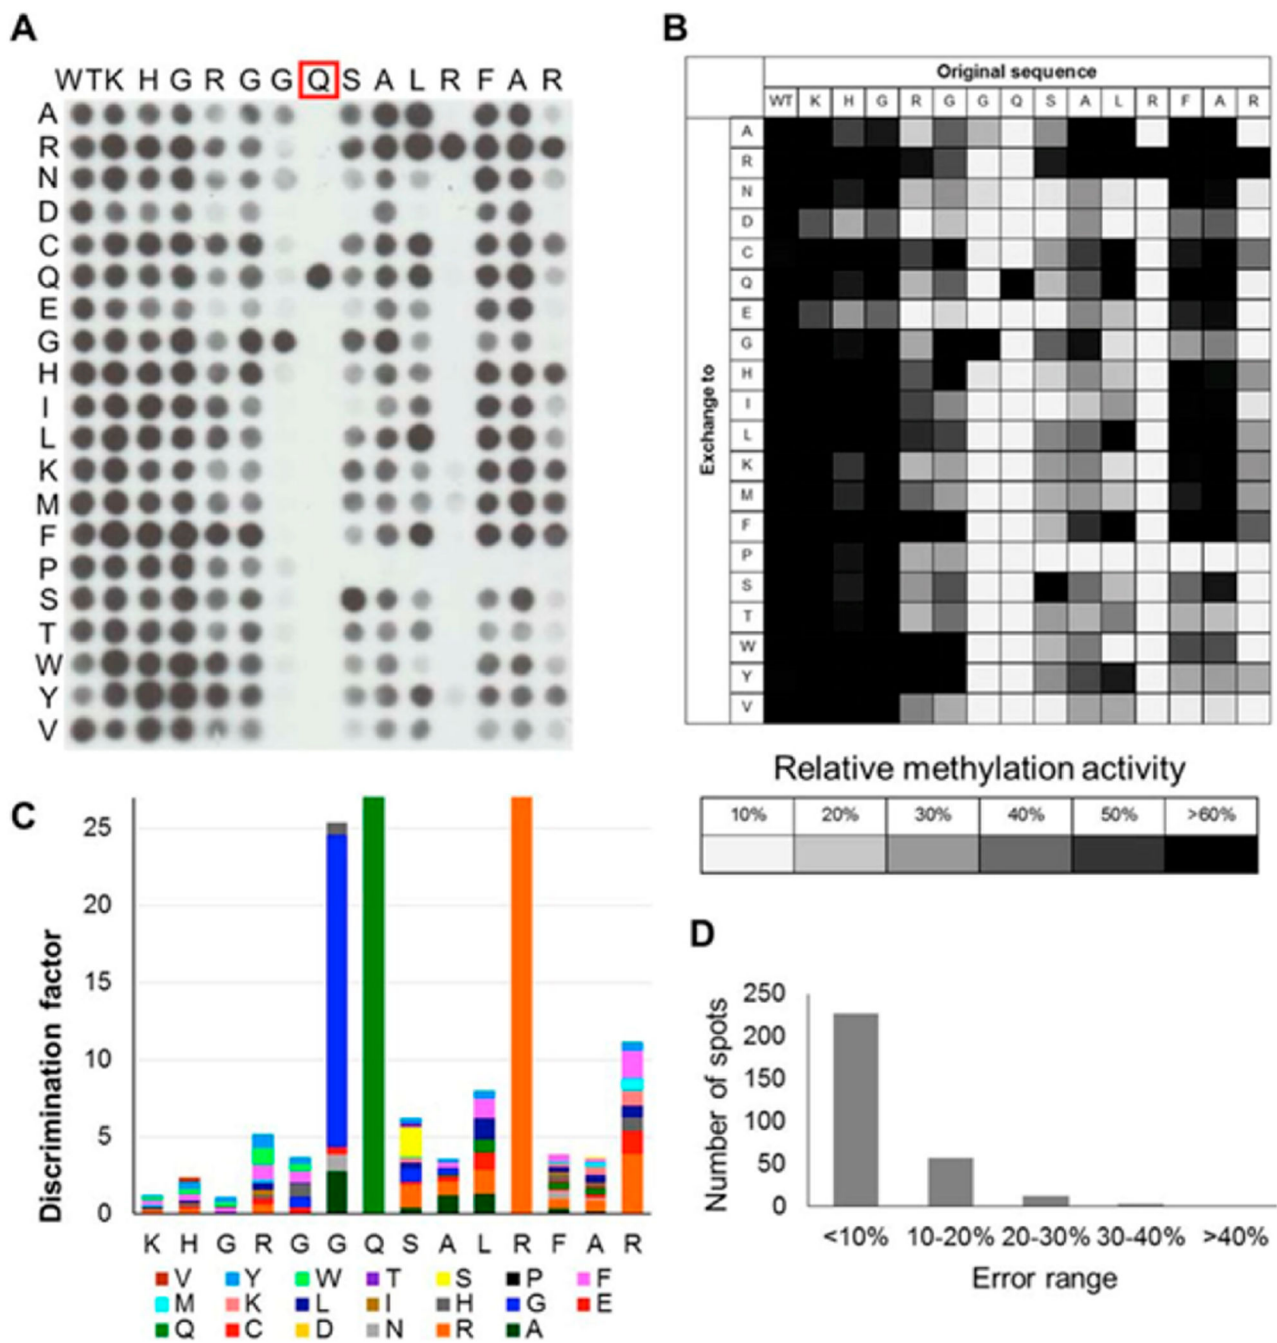 A
WT K H G R G G Q S A L R F A R
A
R
N
D
C
Q
E
G
H
I
L
K
M
F
P
S
T
W
Y
V
B
Original sequence
WT K H G R G G Q S A L R F A R
Exchange to
A
R
N
D
C
Q
E
G
H
I
L
K
M
F
P
S
T
W
Y
V
Relative methylation activity
10% 20% 30% 40% 50% >60%
C
Discrimination factor
25
20
15
10
5
0
K H G R G G Q S A L R F A R
V Y W T S P F
M K L I H G E
Q C D N R A
D
Number of spots
250
200
150
100
50
0
<10% 10-20% 20-30% 30-40% >40%
Error range